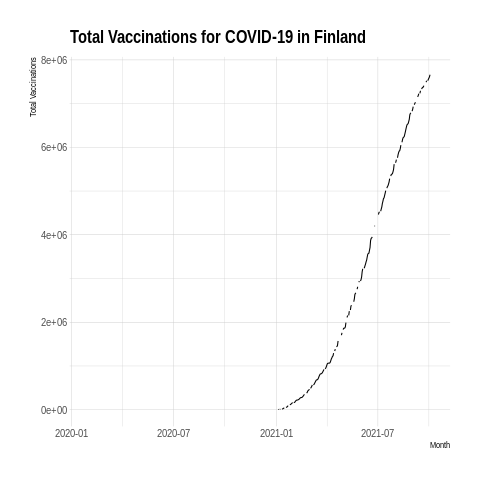 Total Vaccinations for COVID-19 in Finland
Total Vaccinations
8e+06
6e+06
4e+06
2e+06
0e+00
2020-01 2020-07 2021-01 2021-07
Month